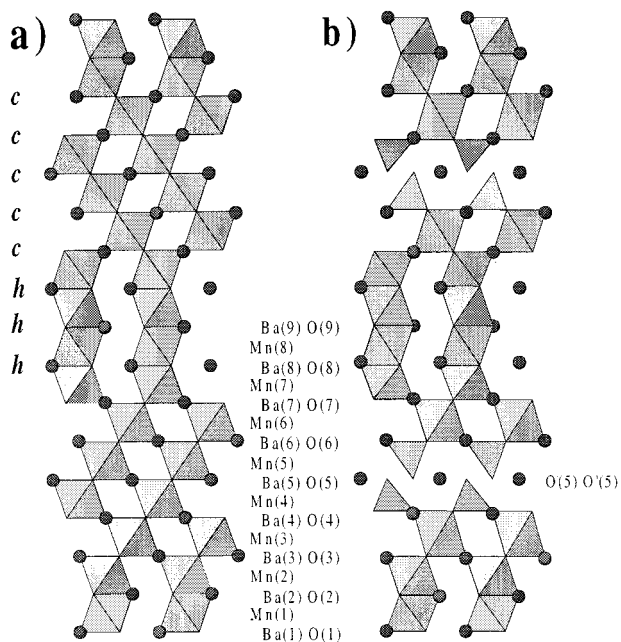 a) b)
c
c
c
c
c
h
h
h
Ba(9) O(9)
Mn(8)
Ba(8) O(8)
Mn(7)
Ba(7) O(7)
Mn(6)
Ba(6) O(6)
Mn(5)
Ba(5) O(5) O(5) O'(5)
Mn(4)
Ba(4) O(4)
Mn(3)
Ba(3) O(3)
Mn(2)
Ba(2) O(2)
Mn(1)
Ba(1) O(1)